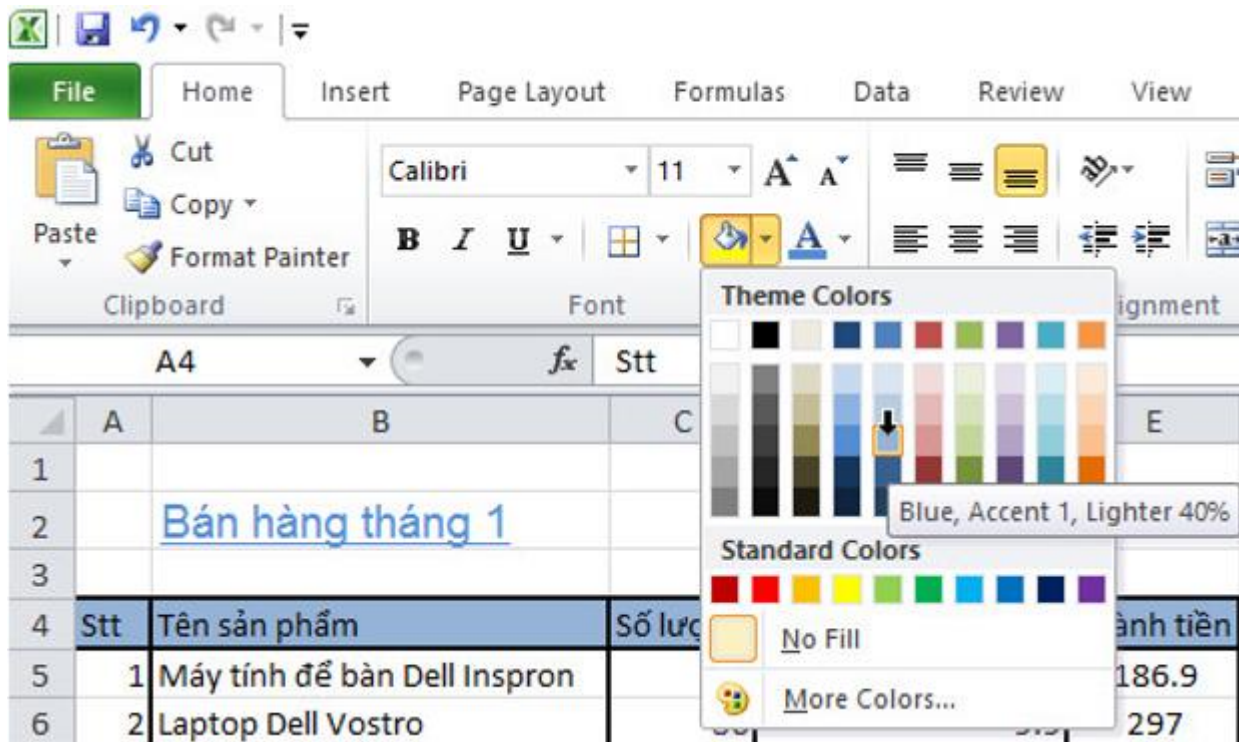 File Home Insert Page Layout Formulas Data Review View
Cut
Calibri 11 A A
Copy
Paste
B I U A
Format Painter
Clipboard Font ignment
Theme Colors
A4 fx Stt
A B C E
1
2 Bán hàng tháng 1
3
Blue, Accent 1, Lighter 40%
Standard Colors
4 Stt Tên sản phẩm Số lượ ành tiền
No Fill
5 1 Máy tính để bàn Dell Inspron 186.9
More Colors...
6 2 Laptop Dell Vostro 297